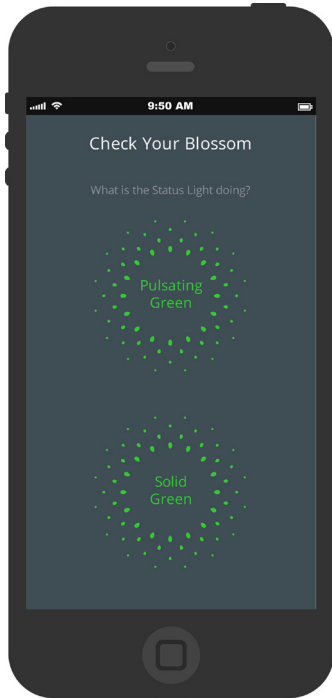 9:50 AM
Check Your Blossom
What is the Status Light doing?
Pulsating
Green
Solid
Green